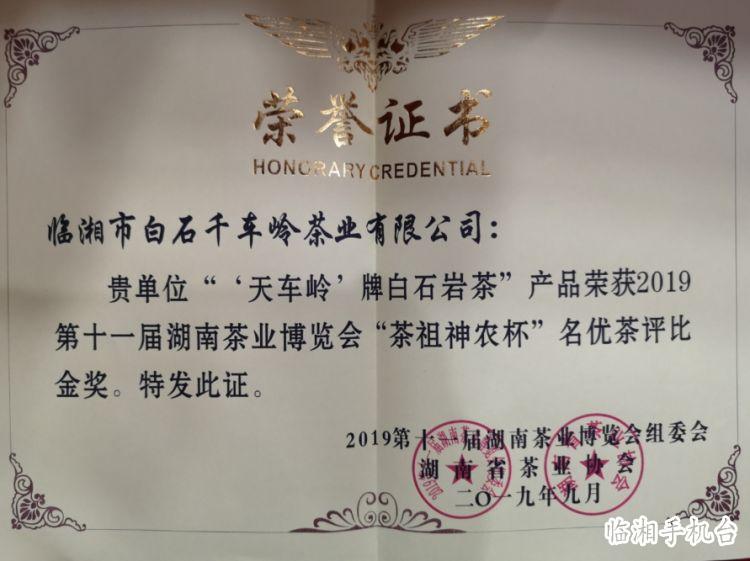 荣誉证书
HONORARY CREDENTIAL
临湘市白石千车岭茶业有限公司：
贵单位“‘天车岭’牌白石岩茶”产品荣获2019
第十一届湖南茶业博览会“茶祖神农杯”名优茶评比
金奖。特发此证。
2019第十一届湖南茶业博览会组委会
湖南省茶业协会
二〇一九年九月
临湘手机台